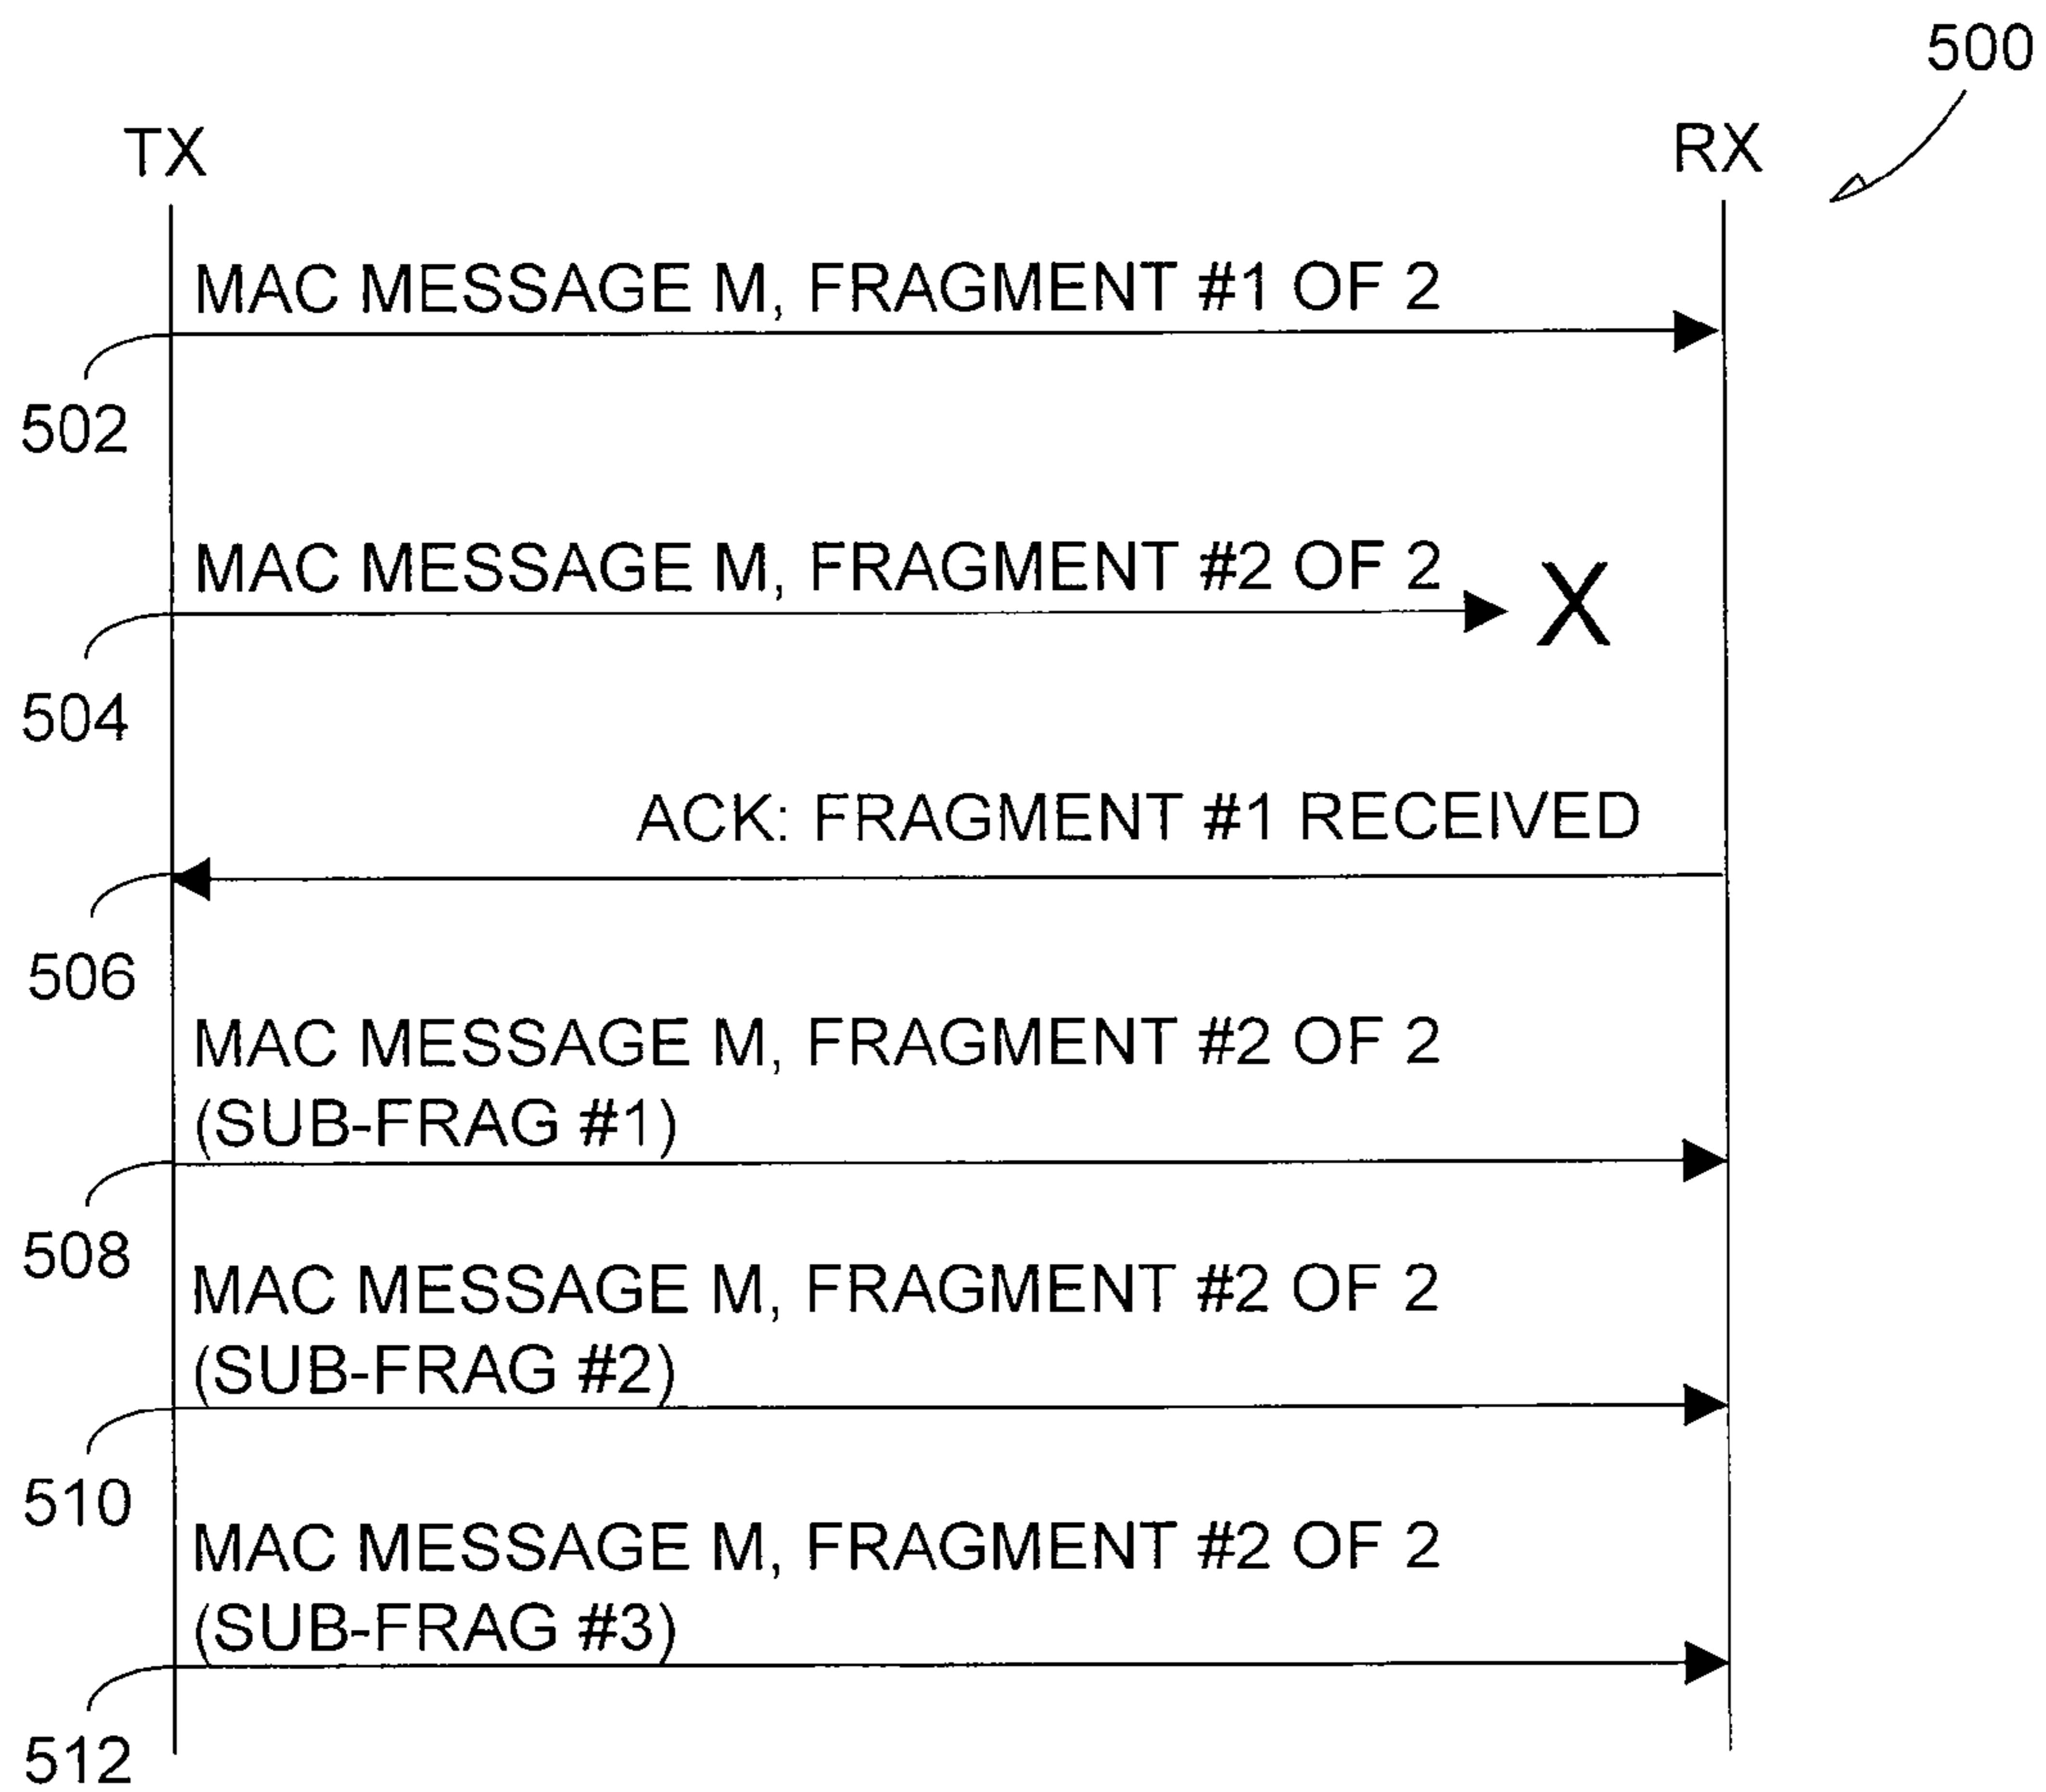 500
TX
RX
MAC MESSAGE M, FRAGMENT #1 OF 2
502
MAC MESSAGE M, FRAGMENT #2 OF 2
X
504
ACK: FRAGMENT #1 RECEIVED
506
MAC MESSAGE M, FRAGMENT #2 OF 2
(SUB-FRAG #1)
508
MAC MESSAGE M, FRAGMENT #2 OF 2
(SUB-FRAG #2)
510
MAC MESSAGE M, FRAGMENT #2 OF 2
(SUB-FRAG #3)
512